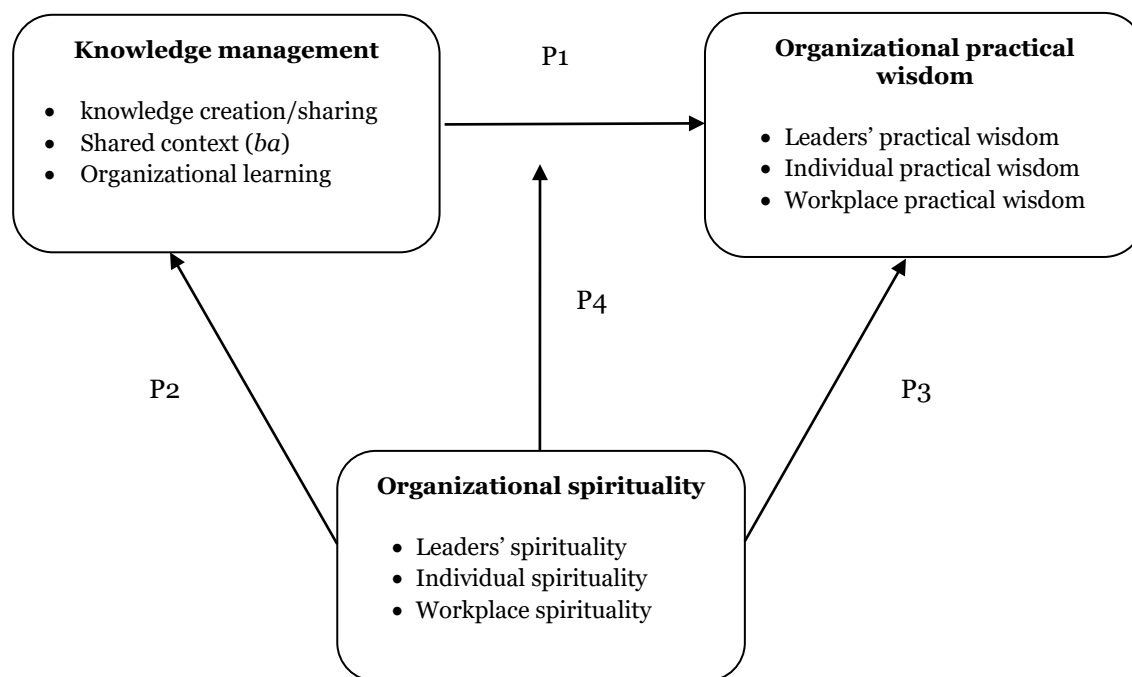 Knowledge management
• knowledge creation/sharing
• Shared context (ba)
• Organizational learning
P1
Organizational practical
wisdom
• Leaders’ practical wisdom
• Individual practical wisdom
• Workplace practical wisdom
P4
P2
P3
Organizational spirituality
• Leaders’ spirituality
• Individual spirituality
• Workplace spirituality